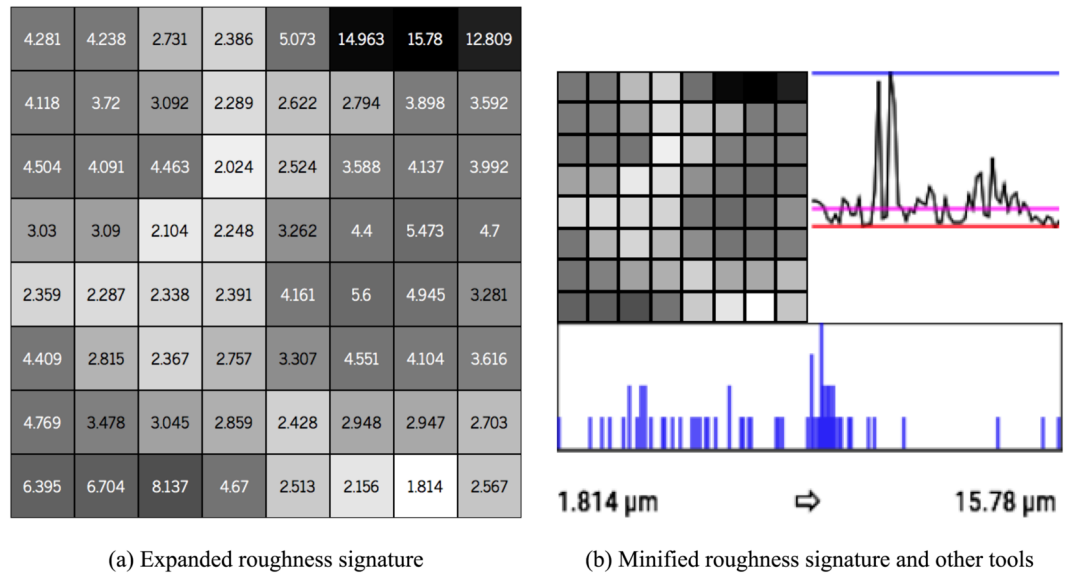 4.281 4.238 2.731 2.386 5.073 14.963 15.78 12.809
4.118 3.72 3.092 2.289 2.622 2.794 3.898 3.592
4.504 4.091 4.463 2.024 2.524 3.588 4.137 3.992
3.03 3.09 2.104 2.248 3.262 4.4 5.473 4.7
2.359 2.287 2.338 2.391 4.161 5.6 4.945 3.281
4.409 2.815 2.367 2.757 3.307 4.551 4.104 3.616
4.769 3.478 3.045 2.859 2.428 2.948 2.947 2.703
6.395 6.704 8.137 4.67 2.513 2.156 1.814 2.567
(a) Expanded roughness signature
1.814 µm ⇨ 15.78 µm
(b) Minified roughness signature and other tools